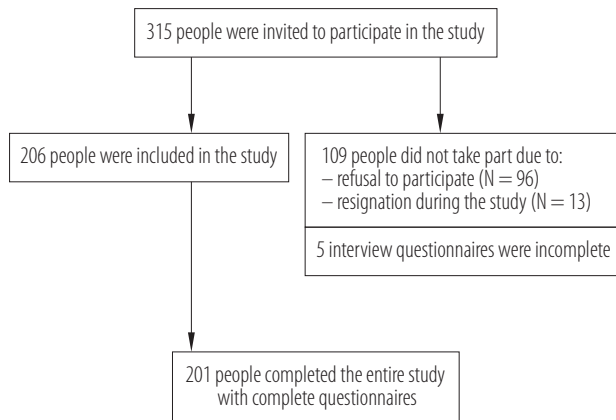 315 people were invited to participate in the study
206 people were included in the study
109 people did not take part due to:
– refusal to participate (N = 96)
– resignation during the study (N = 13)
5 interview questionnaires were incomplete
201 people completed the entire study
with complete questionnaires